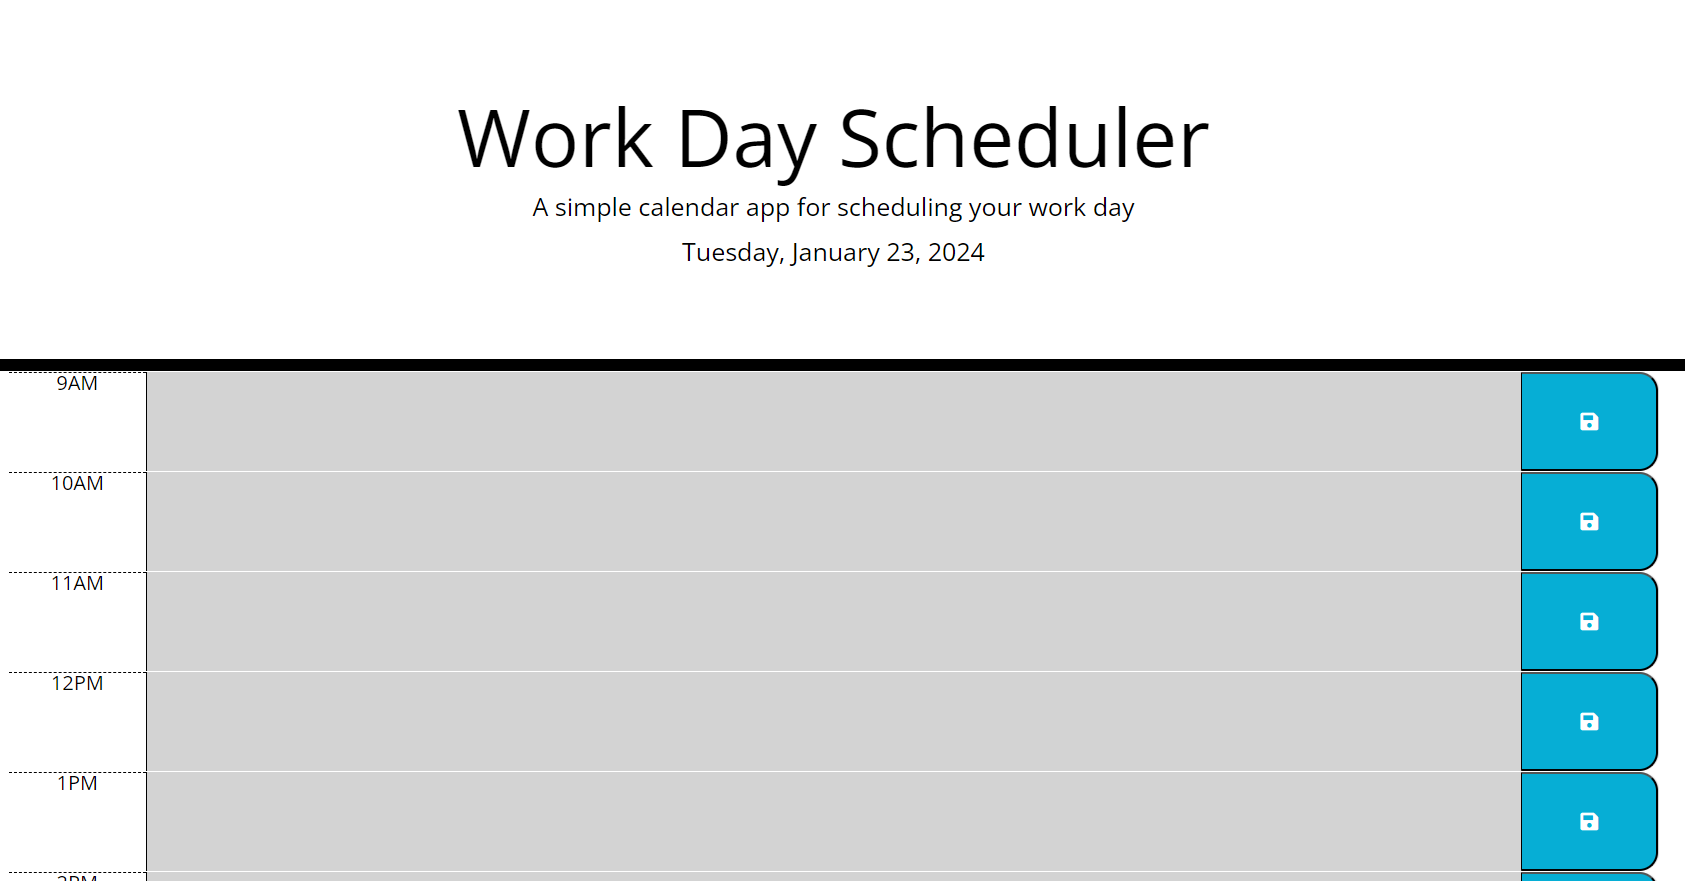 Work Day Scheduler
A simple calendar app for scheduling your work day
Tuesday, January 23, 2024
9AM
10AM
11AM
12PM
1PM